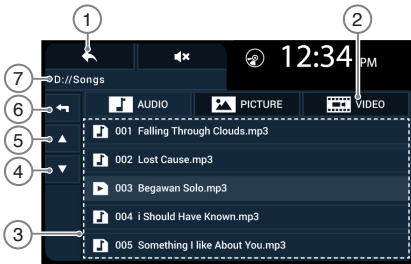 1
2
12:34 PM
7
D://Songs
6
AUDIO
PICTURE
VIDEO
5
001 Falling Through Clouds.mp3
002 Lost Cause.mp3
4
003 Begawan Solo.mp3
004 i Should Have Known.mp3
3
005 Something I like About You.mp3